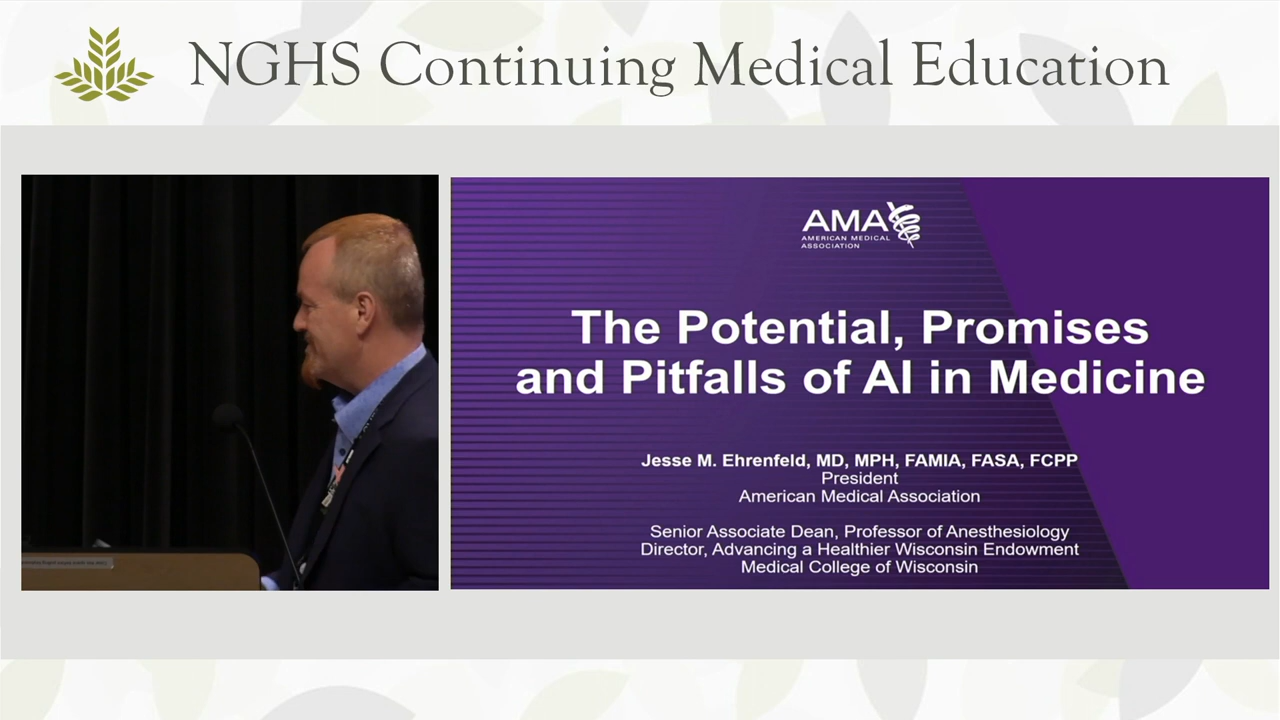 NGHS Continuing Medical Education
AMA
AMERICAN MEDICAL
ASSOCIATION
The Potential, Promises
and Pitfalls of AI in Medicine
Jesse M. Ehrenfeld, MD, MPH, FAMIA, FASA, FCPP
President
American Medical Association
Senior Associate Dean, Professor of Anesthesiology
Director, Advancing a Healthier Wisconsin Endowment
Medical College of Wisconsin